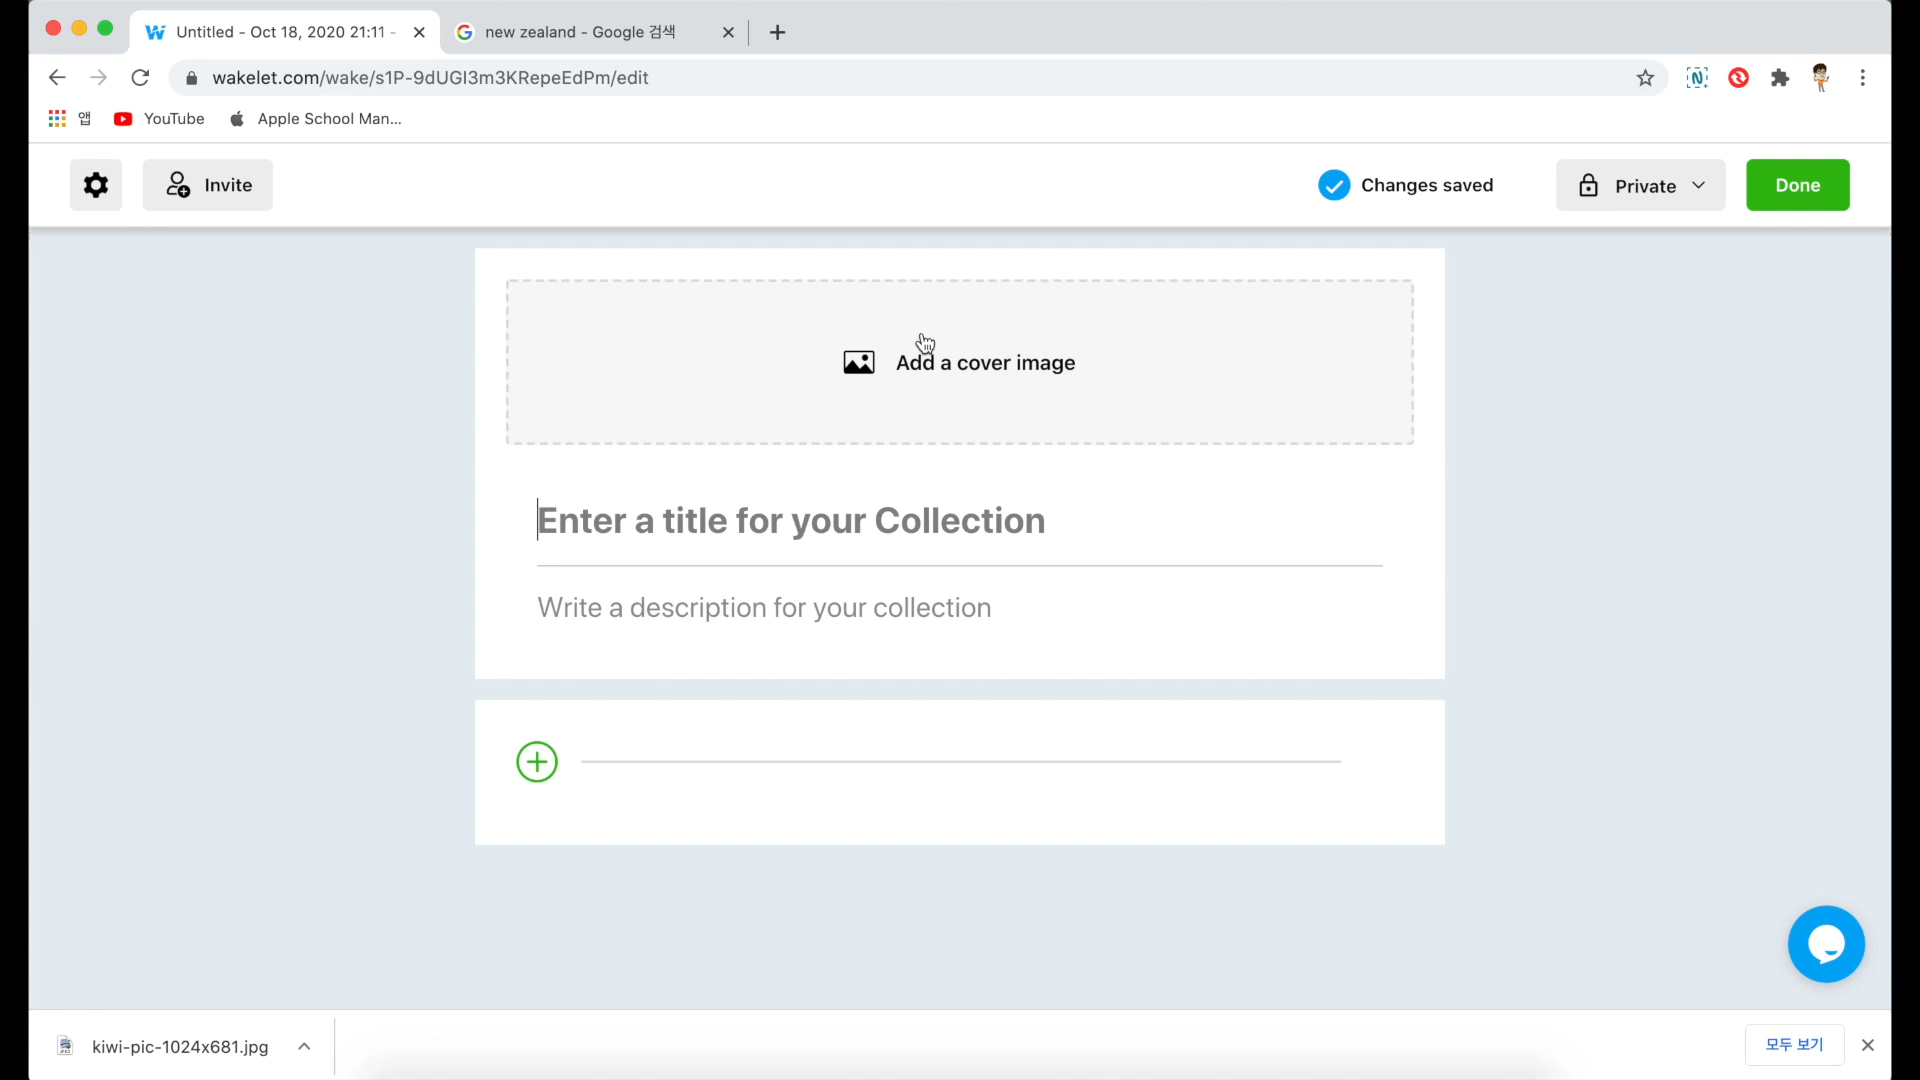 Untitled - Oct 18, 2020 21:11 -
new zealand - Google 검색
wakelet.com/wake/s1P-9dUGI3m3KRepeEdPm/edit
앱
YouTube
Apple School Man...
Invite
Changes saved
Private
Done
Add a cover image
Enter a title for your Collection
Write a description for your collection
kiwi-pic-1024x681.jpg
모두 보기